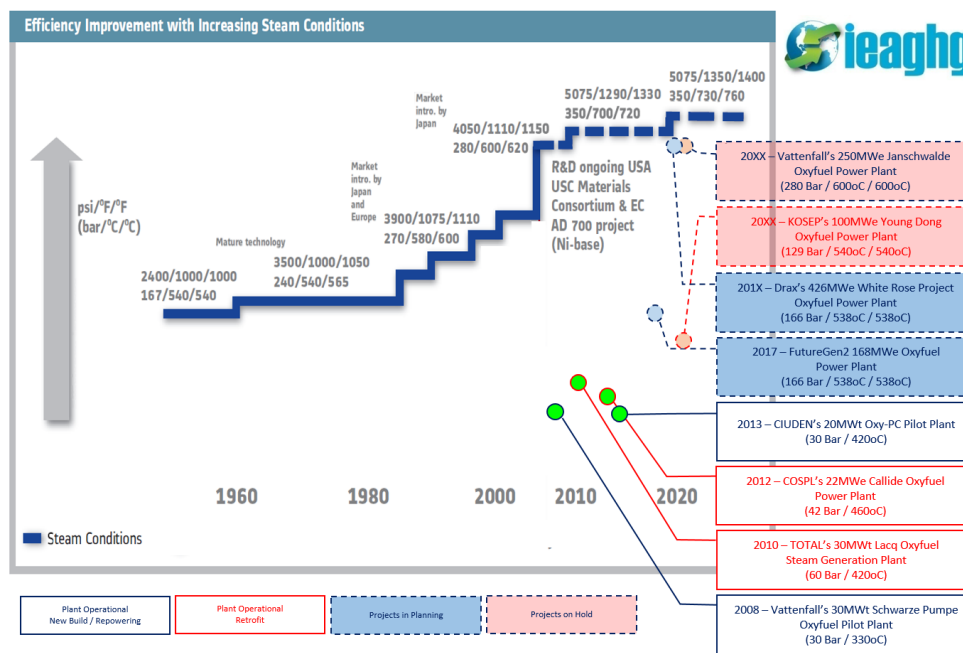 Efficiency Improvement with Increasing Steam Conditions
ieaghg
5075/1350/1400
350/730/760
5075/1290/1330
350/700/720
Market
intro. by
Japan
4050/1110/1150
280/600/620
Market
intro. by
Japan
and
Europe
R&D ongoing USA
USC Materials
Consortium & EC
AD 700 project
(Ni-base)
psi/°F/°F
(bar/°C/°C)
3900/1075/1110
270/580/600
Mature technology
3500/1000/1050
240/540/565
2400/1000/1000
167/540/540
20XX – Vattenfall's 250MWe Janschwalde
Oxyfuel Power Plant
(280 Bar / 600oC / 600oC)
20XX – KOSEP's 100MWe Young Dong
Oxyfuel Power Plant
(129 Bar / 540oC / 540oC)
201X – Drax's 426MWe White Rose Project
Oxyfuel Power Plant
(166 Bar / 538oC / 538oC)
2017 – FutureGen2 168MWe Oxyfuel
Power Plant
(166 Bar / 538oC / 538oC)
2013 – CIUDEN's 20MWt Oxy-PC Pilot Plant
(30 Bar / 420oC)
2012 – COSPL's 22MWe Callide Oxyfuel
Power Plant
(42 Bar / 460oC)
2010 – TOTAL's 30MWt Lacq Oxyfuel
Steam Generation Plant
(60 Bar / 420oC)
2008 – Vattenfall's 30MWt Schwarze Pumpe
Oxyfuel Pilot Plant
(30 Bar / 330oC)
1960 1980 2000 2010 2020
Steam Conditions
Plant Operational
New Build / Repowering
Plant Operational
Retrofit
Projects in Planning
Projects on Hold